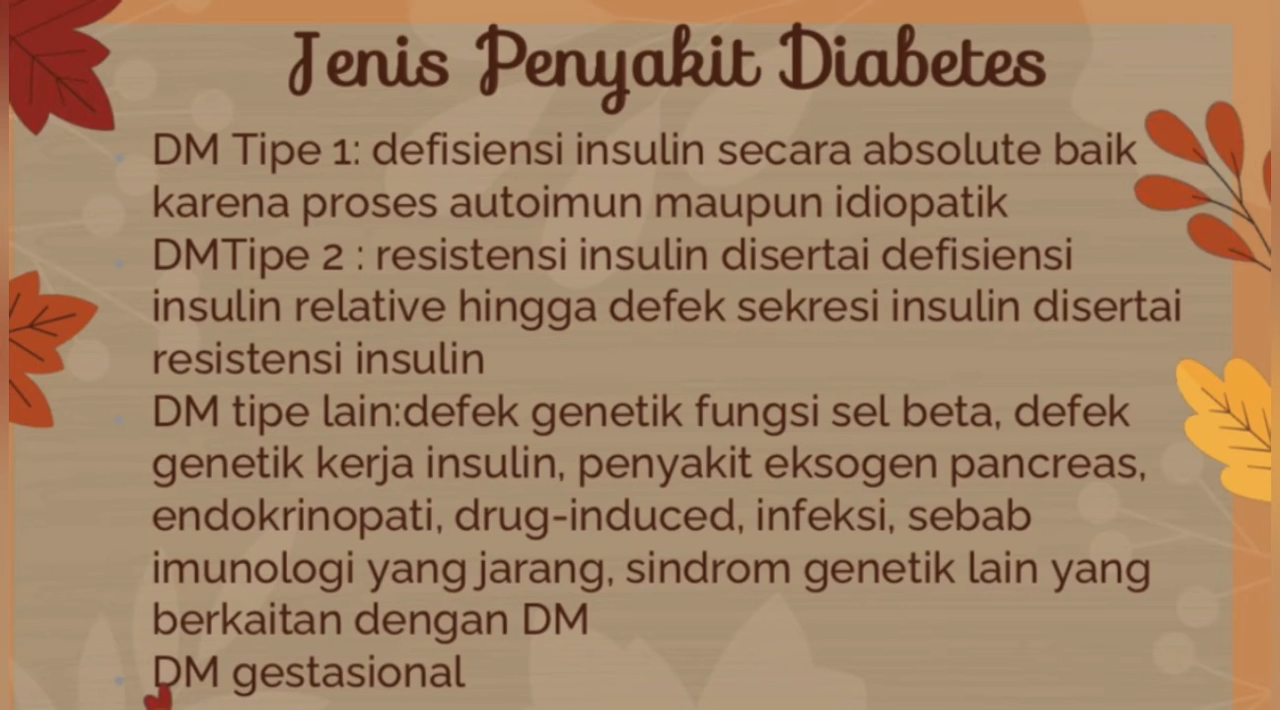 Jenis Penyakit Diabetes
DM Tipe 1: defisiensi insulin secara absolute baik
karena proses autoimun maupun idiopatik
DMTipe 2 : resistensi insulin disertai defisiensi
insulin relative hingga defek sekresi insulin disertai
resistensi insulin
DM tipe lain:defek genetik fungsi sel beta, defek
genetik kerja insulin, penyakit eksogen pancreas,
endokrinopati, drug-induced, infeksi, sebab
imunologi yang jarang, sindrom genetik lain yang
berkaitan dengan DM
DM gestasional